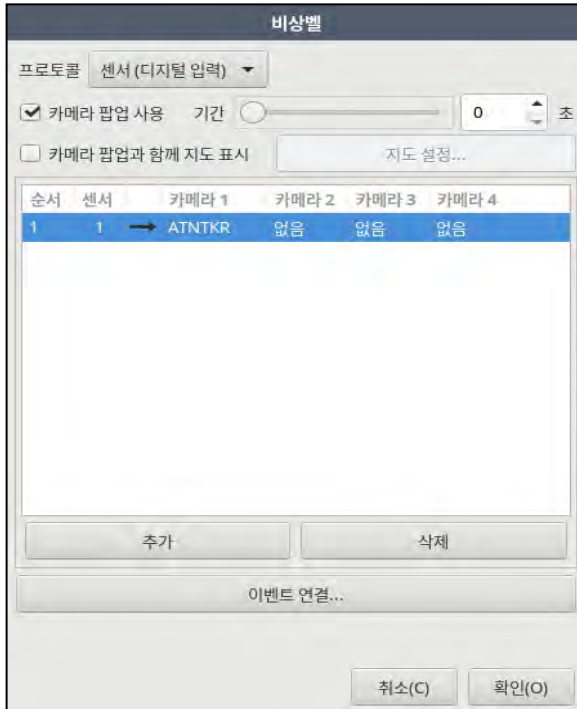 비상벨
프로토콜 센서(디지털 입력)
카메라 팝업 사용 기간 0 초
카메라 팝업과 함께 지도 표시 지도 설정...
순서 센서 카메라 1 카메라 2 카메라 3 카메라 4
1 1 → ATNTKR 없음 없음 없음
추가 삭제
이벤트 연결...
취소(C) 확인(O)